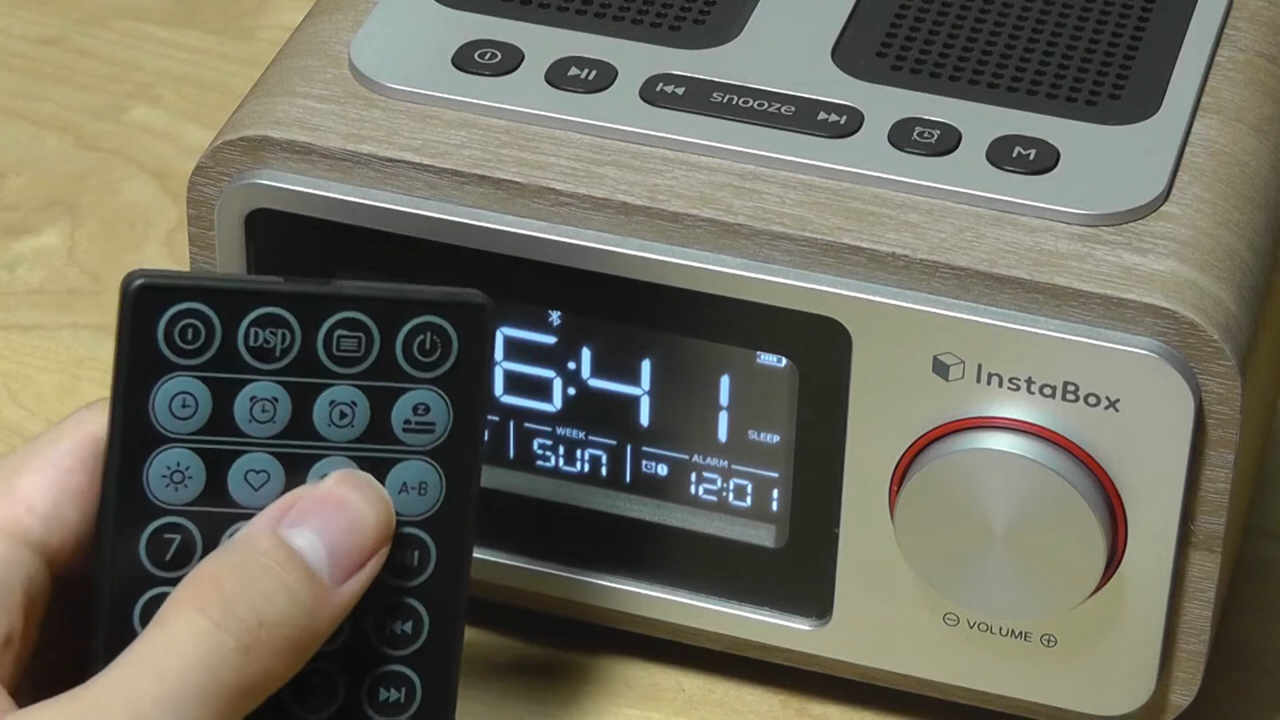 snooze
M
DSP
6:41
SLEEP
WEEK
SUN
ALARM
12:01
InstaBox
A-B
7
VOLUME